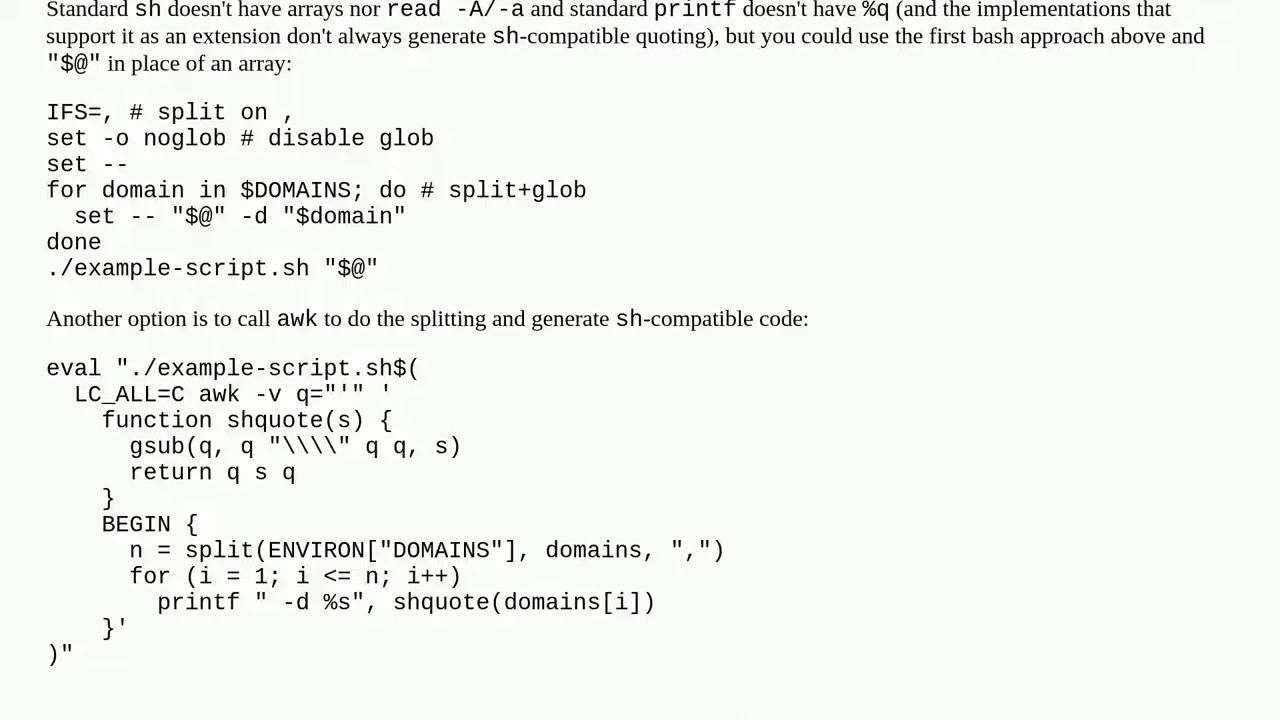 Standard sh doesn't have arrays nor read -A/-a and standard printf doesn't have %q (and the implementations that
support it as an extension don't always generate sh-compatible quoting), but you could use the first bash approach above and
"$@" in place of an array:
IFS=, # split on ,
set -o noglob # disable glob
set --
for domain in $DOMAINS; do # split+glob
  set -- "$@" -d "$domain"
done
./example-script.sh "$@"
Another option is to call awk to do the splitting and generate sh-compatible code:
eval "./example-script.sh$(
  LC_ALL=C awk -v q="'" '
    function shquote(s) {
      gsub(q, q "\\\\" q q, s)
      return q s q
    }
    BEGIN {
      n = split(ENVIRON["DOMAINS"], domains, ",")
      for (i = 1; i <= n; i++)
        printf " -d %s", shquote(domains[i])
    }'
)"